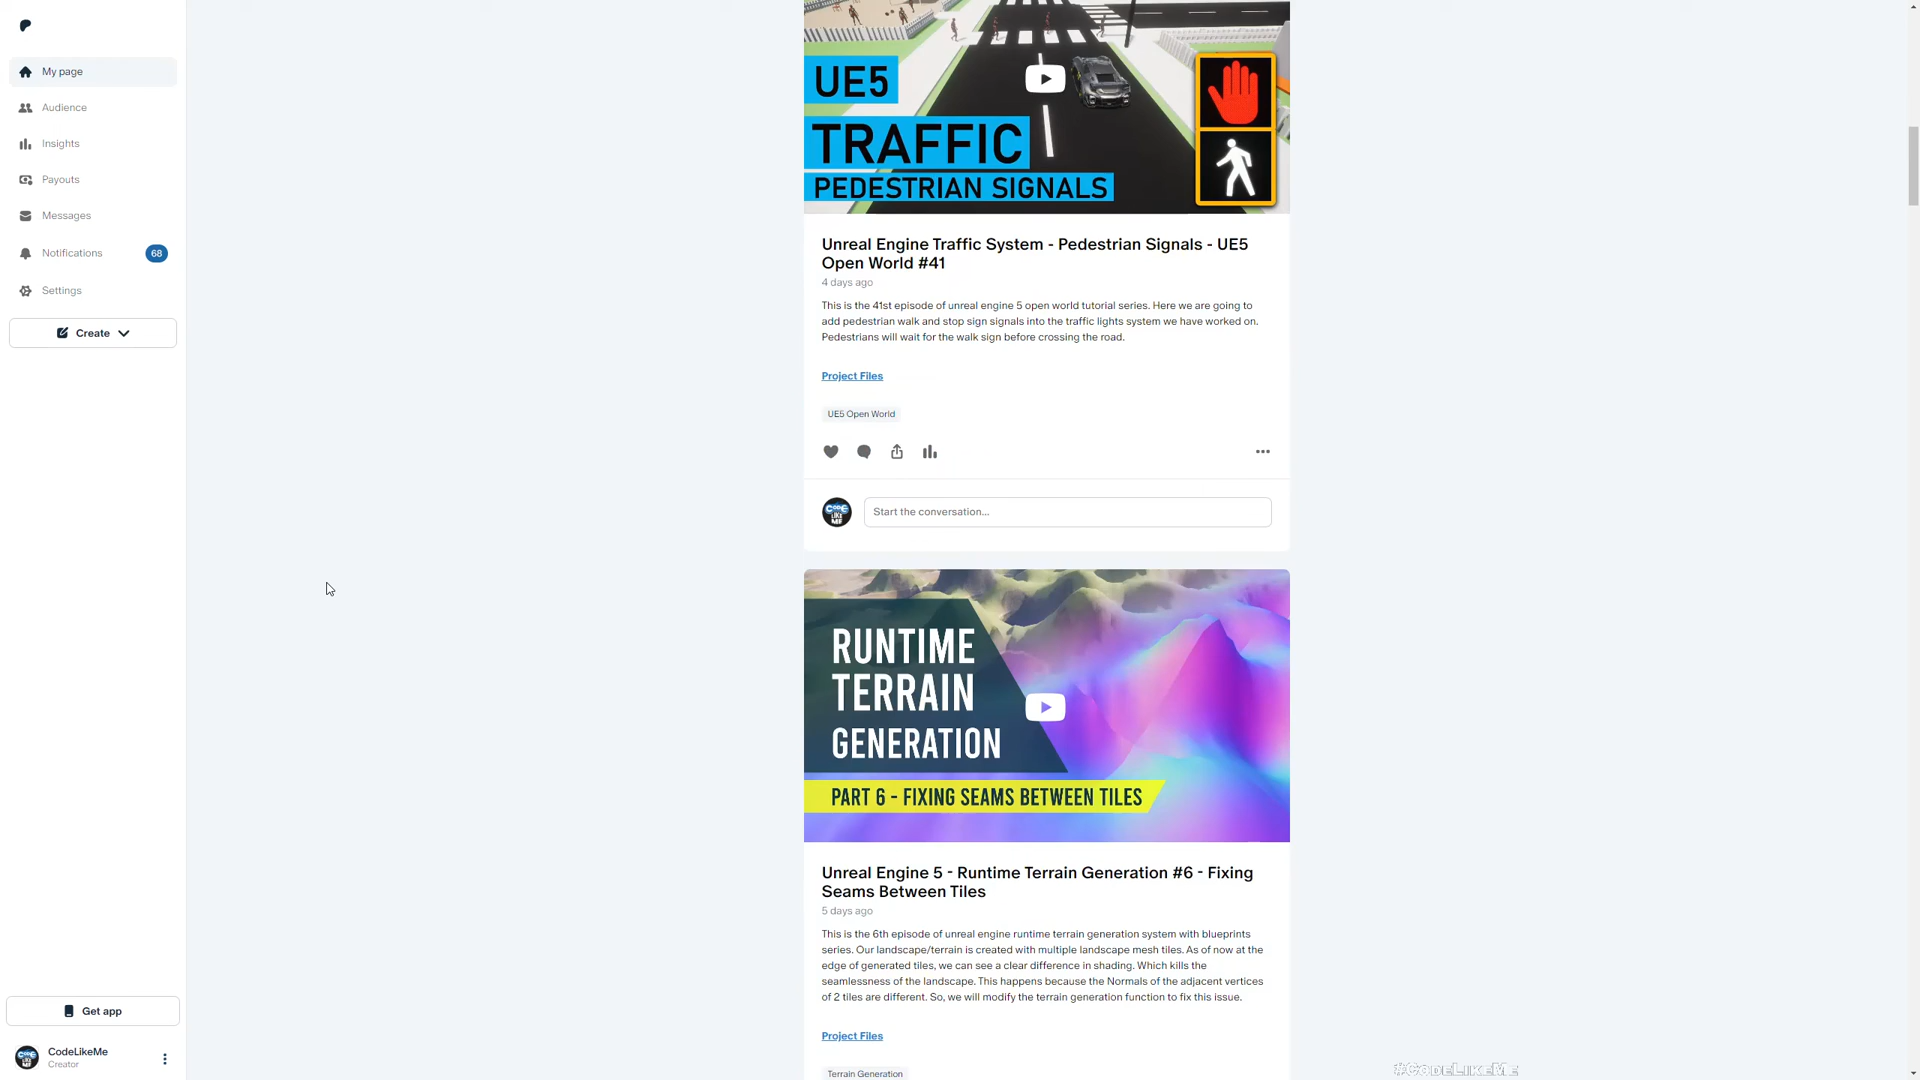 My page
Audience
Insights
Payouts
Messages
Notifications 68
Settings
Create
UE5
TRAFFIC
PEDESTRIAN SIGNALS
Unreal Engine Traffic System - Pedestrian Signals - UE5
Open World #41
4 days ago
This is the 41st episode of unreal engine 5 open world tutorial series. Here we are going to
add pedestrian walk and stop sign signals into the traffic lights system we have worked on.
Pedestrians will wait for the walk sign before crossing the road.
Project Files
UE5 Open World
CODE
LIKE
ME
Start the conversation...
RUNTIME
TERRAIN
GENERATION
PART 6 - FIXING SEAMS BETWEEN TILES
Unreal Engine 5 - Runtime Terrain Generation #6 - Fixing
Seams Between Tiles
5 days ago
This is the 6th episode of unreal engine runtime terrain generation system with blueprints
series. Our landscape/terrain is created with multiple landscape mesh tiles. As of now at the
edge of generated tiles, we can see a clear difference in shading. Which kills the
seamlessness of the landscape. This happens because the Normals of the adjacent vertices
of 2 tiles are different. So, we will modify the terrain generation function to fix this issue.
Project Files
Terrain Generation
Get app
CODE
LIKE
ME
CodeLikeMe
Creator
#CodeLikeMe